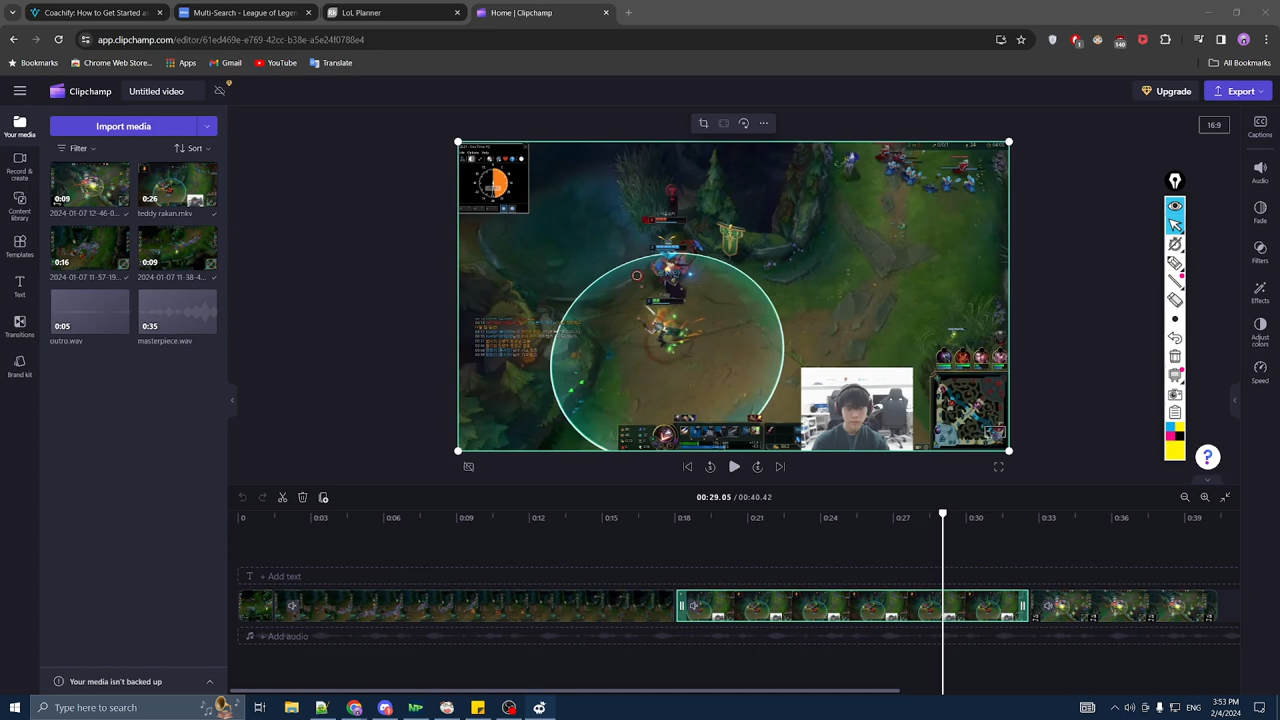 Coachify: How to Get Started as
Multi-Search - League of Legen
LoL Planner
Home | Clipchamp
app.clipchamp.com/editor/61ed469e-e769-42cc-b38e-a5e24f0788e4
1
140
Bookmarks
Chrome Web Store...
Apps
Gmail
YouTube
Translate
All Bookmarks
Clipchamp
Untitled video
Upgrade
Export
Your media
Import media
16:9
Captions
Filter
Sort
Record & create
Content library
Templates
Text
Transitions
Brand kit
0:09
2024-01-07 12-46-0...
0:26
teddy rakan.mkv
0:16
2024-01-07 11-57-19...
0:09
2024-01-07 11-38-4...
0:05
outro.wav
0:35
masterpiece.wav
Audio
Fade
Filters
Effects
Adjust colors
Speed
?
00:29.05 / 00:40.42
0
0:03
0:06
0:09
0:12
0:15
0:18
0:21
0:24
0:27
0:30
0:33
0:36
0:39
T + Add text
+ Add audio
Your media isn't backed up
Type here to search
ENG
3:53 PM
2/4/2024